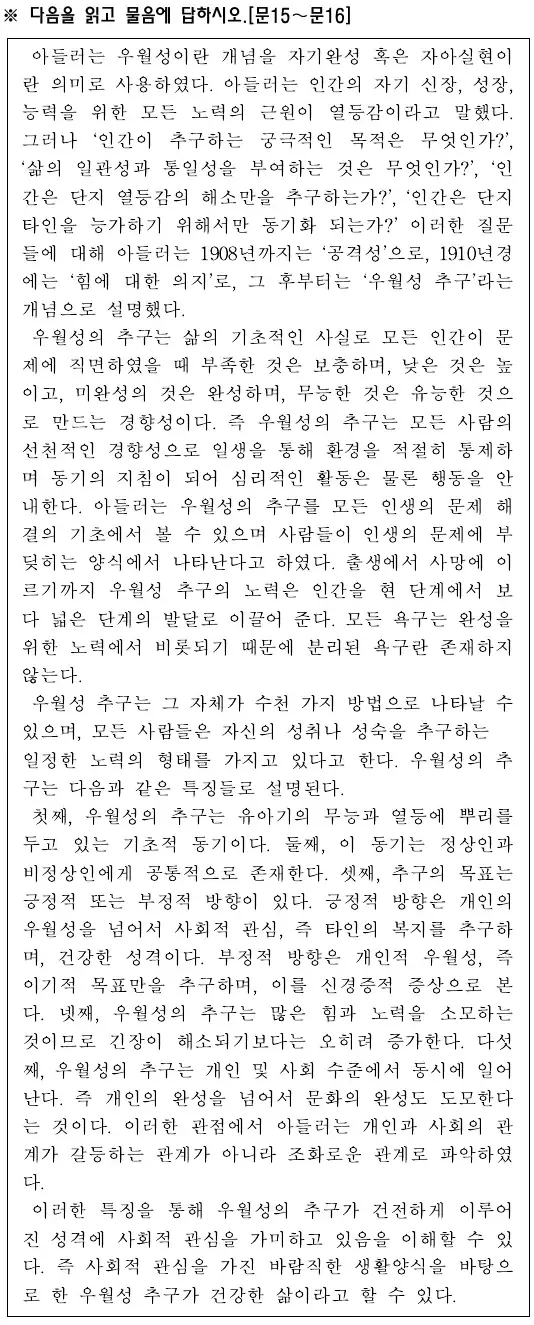 ※ 다음을 읽고 물음에 답하시오.[문15～문16]
아들러는 우월성이란 개념을 자기완성 혹은 자아실현이
란 의미로 사용하였다. 아들러는 인간의 자기 신장, 성장,
능력을 위한 모든 노력의 근원이 열등감이라고 말했다.
그러나 ‘인간이 추구하는 궁극적인 목적은 무엇인가?’,
‘삶의 일관성과 통일성을 부여하는 것은 무엇인가?’, ‘인
간은 단지 열등감의 해소만을 추구하는가?’, ‘인간은 단지
타인을 능가하기 위해서만 동기화 되는가?’ 이러한 질문
들에 대해 아들러는 1908년까지는 ‘공격성’으로, 1910년경
에는 ‘힘에 대한 의지’로, 그 후부터는 ‘우월성 추구’라는
개념으로 설명했다.
우월성의 추구는 삶의 기초적인 사실로 모든 인간이 문
제에 직면하였을 때 부족한 것은 보충하며, 낮은 것은 높
이고, 미완성의 것은 완성하며, 무능한 것은 유능한 것으
로 만드는 경향성이다. 즉 우월성의 추구는 모든 사람의
선천적인 경향성으로 일생을 통해 환경을 적절히 통제하
며 동기의 지침이 되어 심리적인 활동은 물론 행동을 안
내한다. 아들러는 우월성의 추구를 모든 인생의 문제 해
결의 기초에서 볼 수 있으며 사람들이 인생의 문제에 부
딪히는 양식에서 나타난다고 하였다. 출생에서 사망에 이
르기까지 우월성 추구의 노력은 인간을 현 단계에서 보
다 넓은 단계의 발달로 이끌어 준다. 모든 욕구는 완성을
위한 노력에서 비롯되기 때문에 분리된 욕구란 존재하지
않는다.
우월성 추구는 그 자체가 수천 가지 방법으로 나타날 수
있으며, 모든 사람들은 자신의 성취나 성숙을 추구하는
일정한 노력의 형태를 가지고 있다고 한다. 우월성의 추
구는 다음과 같은 특징들로 설명된다.
첫째, 우월성의 추구는 유아기의 무능과 열등에 뿌리를
두고 있는 기초적 동기이다. 둘째, 이 동기는 정상인과
비정상인에게 공통적으로 존재한다. 셋째, 추구의 목표는
긍정적 또는 부정적 방향이 있다. 긍정적 방향은 개인의
우월성을 넘어서 사회적 관심, 즉 타인의 복지를 추구하
며, 건강한 성격이다. 부정적 방향은 개인적 우월성, 즉
이기적 목표만을 추구하며, 이를 신경증적 증상으로 본
다. 넷째, 우월성의 추구는 많은 힘과 노력을 소모하는
것이므로 긴장이 해소되기보다는 오히려 증가한다. 다섯
째, 우월성의 추구는 개인 및 사회 수준에서 동시에 일어
난다. 즉 개인의 완성을 넘어서 문화의 완성도 도모한다
는 것이다. 이러한 관점에서 아들러는 개인과 사회의 관
계가 갈등하는 관계가 아니라 조화로운 관계로 파악하였
다.
이러한 특징을 통해 우월성의 추구가 건전하게 이루어
진 성격에 사회적 관심을 가미하고 있음을 이해할 수 있
다. 즉 사회적 관심을 가진 바람직한 생활양식을 바탕으
로 한 우월성 추구가 건강한 삶이라고 할 수 있다.